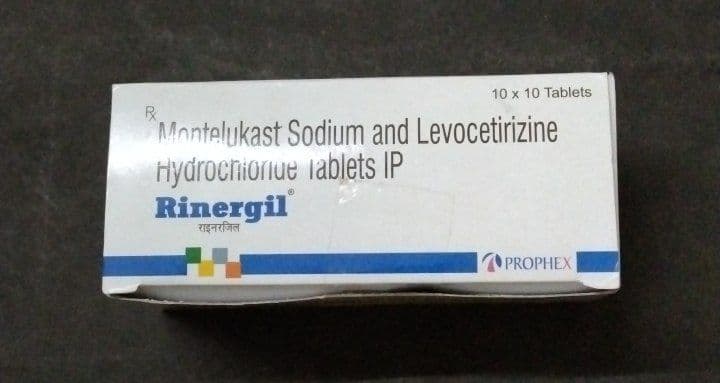 10 x 10 Tablets
Rx
Montelukast Sodium and Levocetirizine
Hydrochloride Tablets IP
Rinergil®
राइनरजिल
PROPHEX